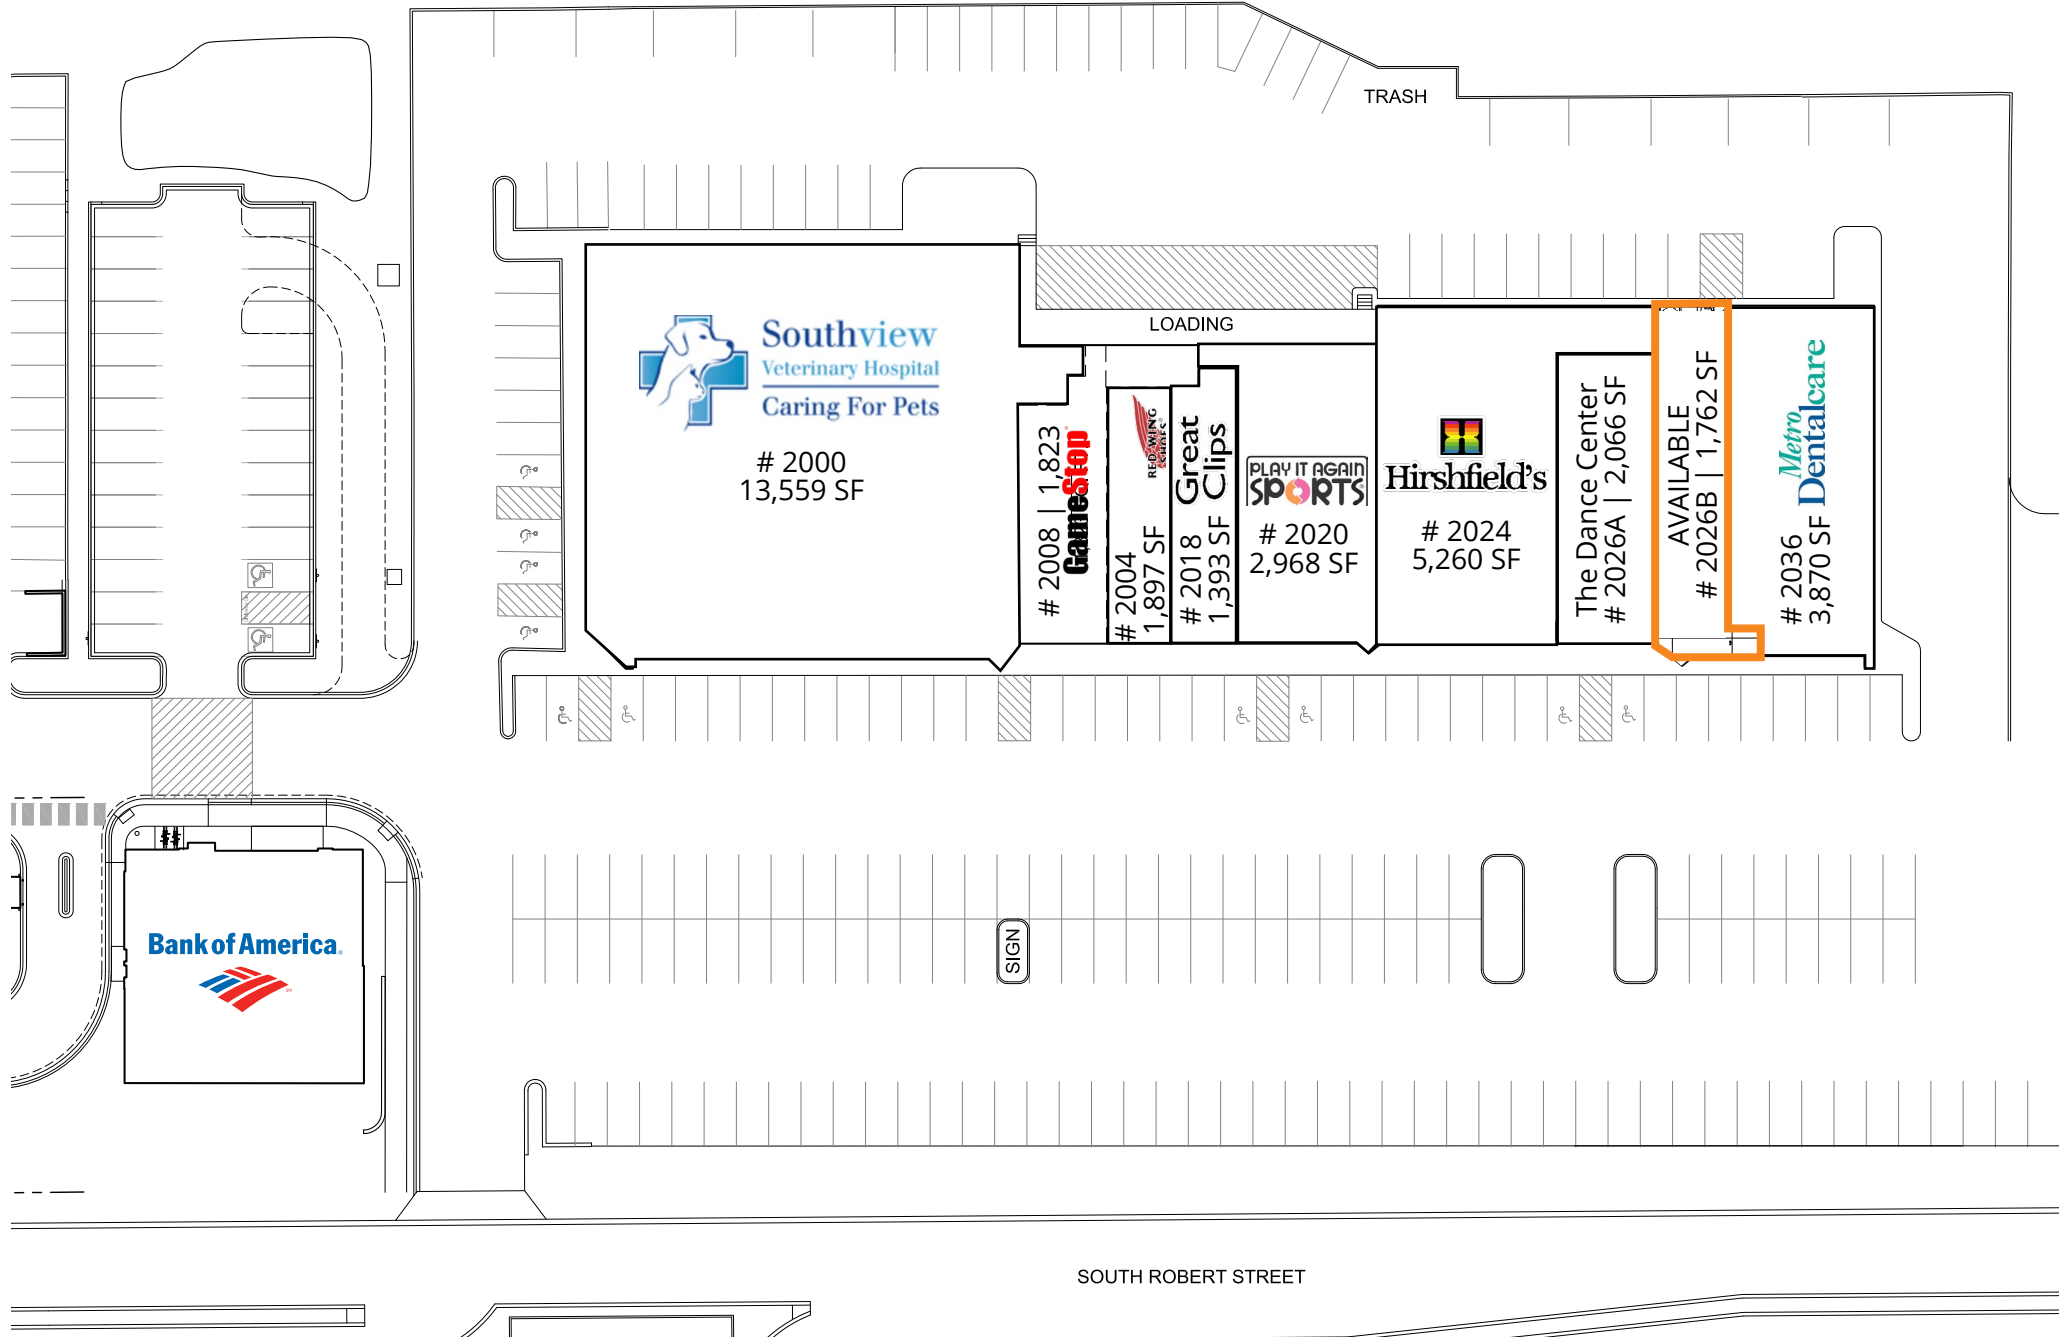 TRASH
LOADING
Southview
Veterinary Hospital
Caring For Pets
# 2000
13,559 SF
# 2008 | 1,823
GameStop
RED WING
SHOES
# 2004
1,897 SF
Great
Clips
# 2018
1,393 SF
PLAY IT AGAIN
SPORTS
# 2020
2,968 SF
Hirshfield's
# 2024
5,260 SF
The Dance Center
# 2026A | 2,066 SF
AVAILABLE
# 2026B | 1,762 SF
Metro
Dentalcare
# 2036
3,870 SF
Bank of America
SIGN
SOUTH ROBERT STREET